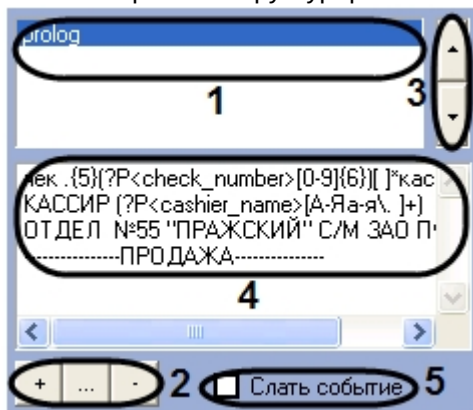 prolog
1
3
чек .{5}(?P<check_number>[0-9]{6})[ ]*кас
КАССИР (?P<cashier_name>[А-Яа-я\. ]+)
ОТДЕЛ №55 "ПРАЖСКИЙ" С/М ЗАО
---------------ПРОДАЖА---------------
4
+ ... - 2 Слать событие 5